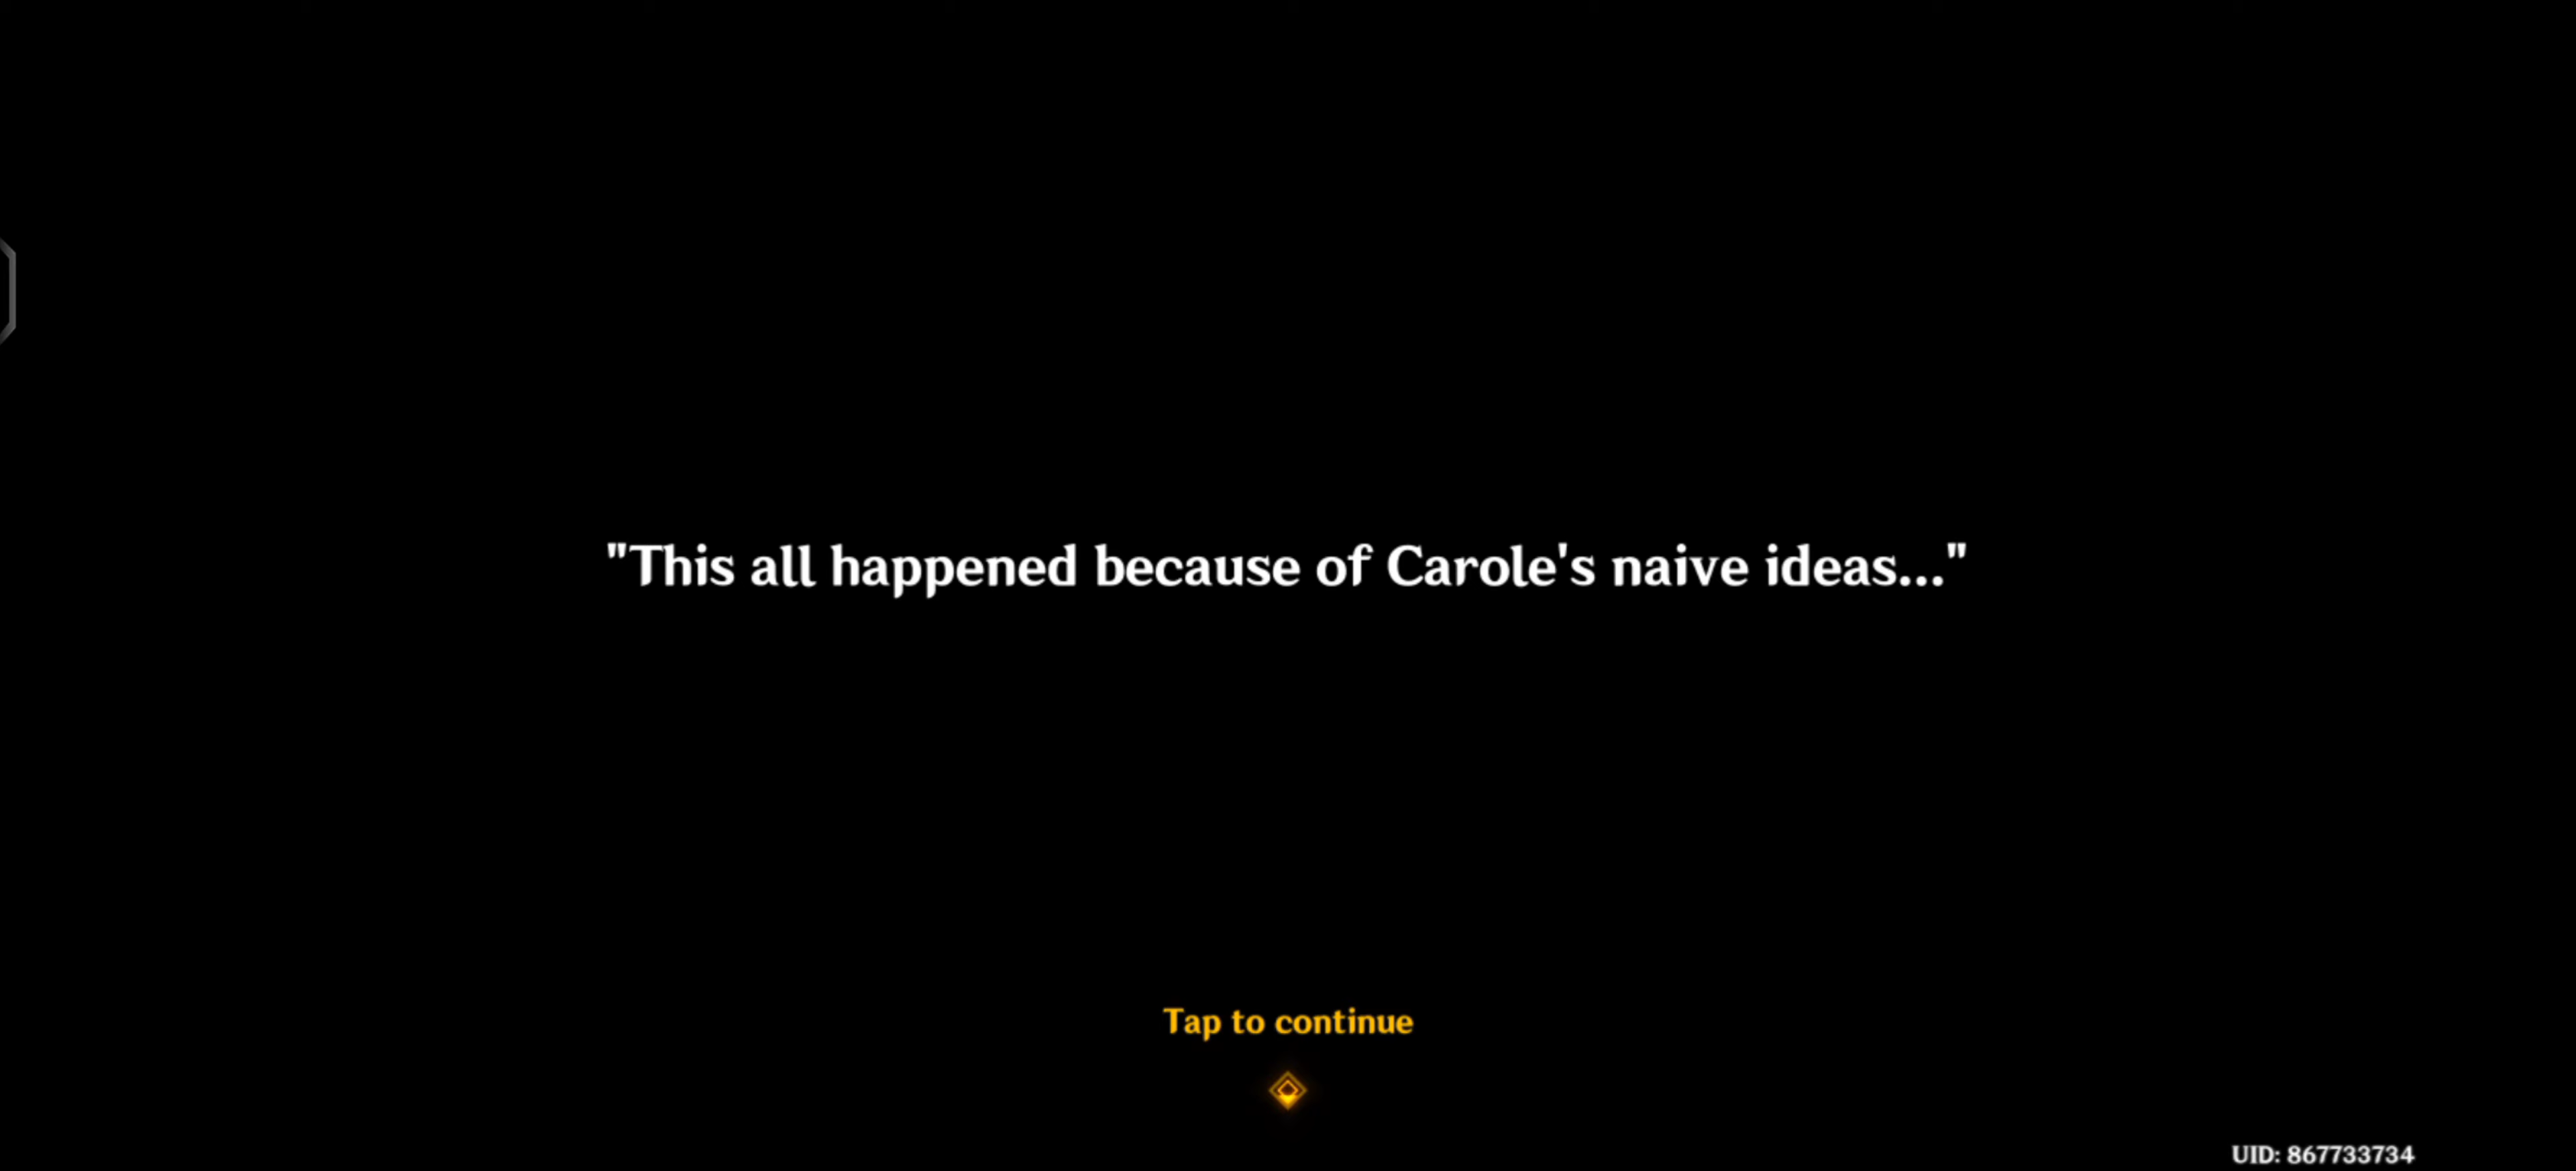 "This all happened because of Carole's naive ideas..."
Tap to continue
UID: 867733734